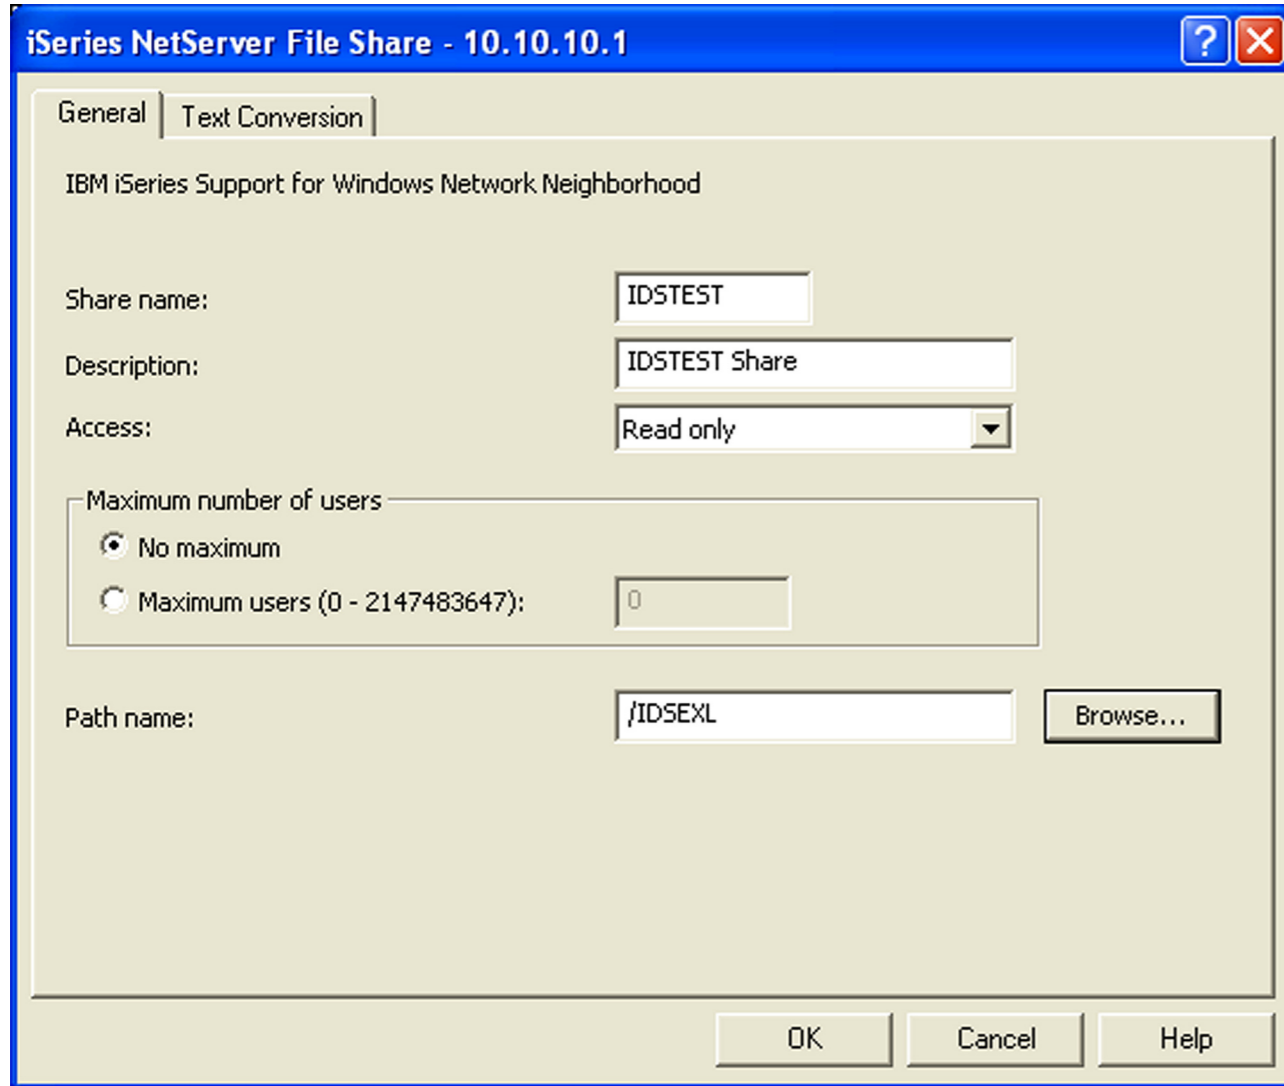 iSeries NetServer File Share - 10.10.10.1
General Text Conversion
IBM iSeries Support for Windows Network Neighborhood
Share name: IDSTEST
Description: IDSTEST Share
Access: Read only
Maximum number of users
No maximum
Maximum users (0 - 2147483647): 0
Path name: /IDSEXL Browse...
OK Cancel Help